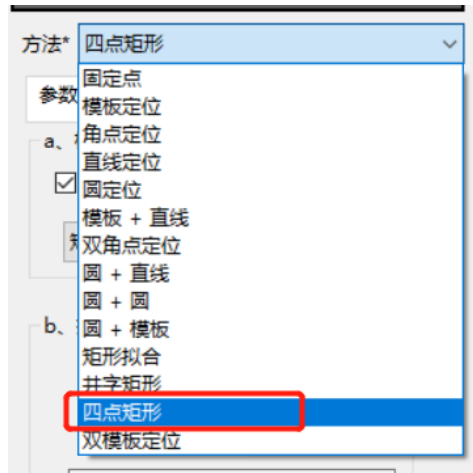 方法* 四点矩形
固定点
参数
模板定位
a、
角点定位
直线定位
圆定位
模板 + 直线
双角点定位
圆 + 直线
圆 + 圆
b、
圆 + 模板
矩形拟合
井字矩形
四点矩形
双模板定位